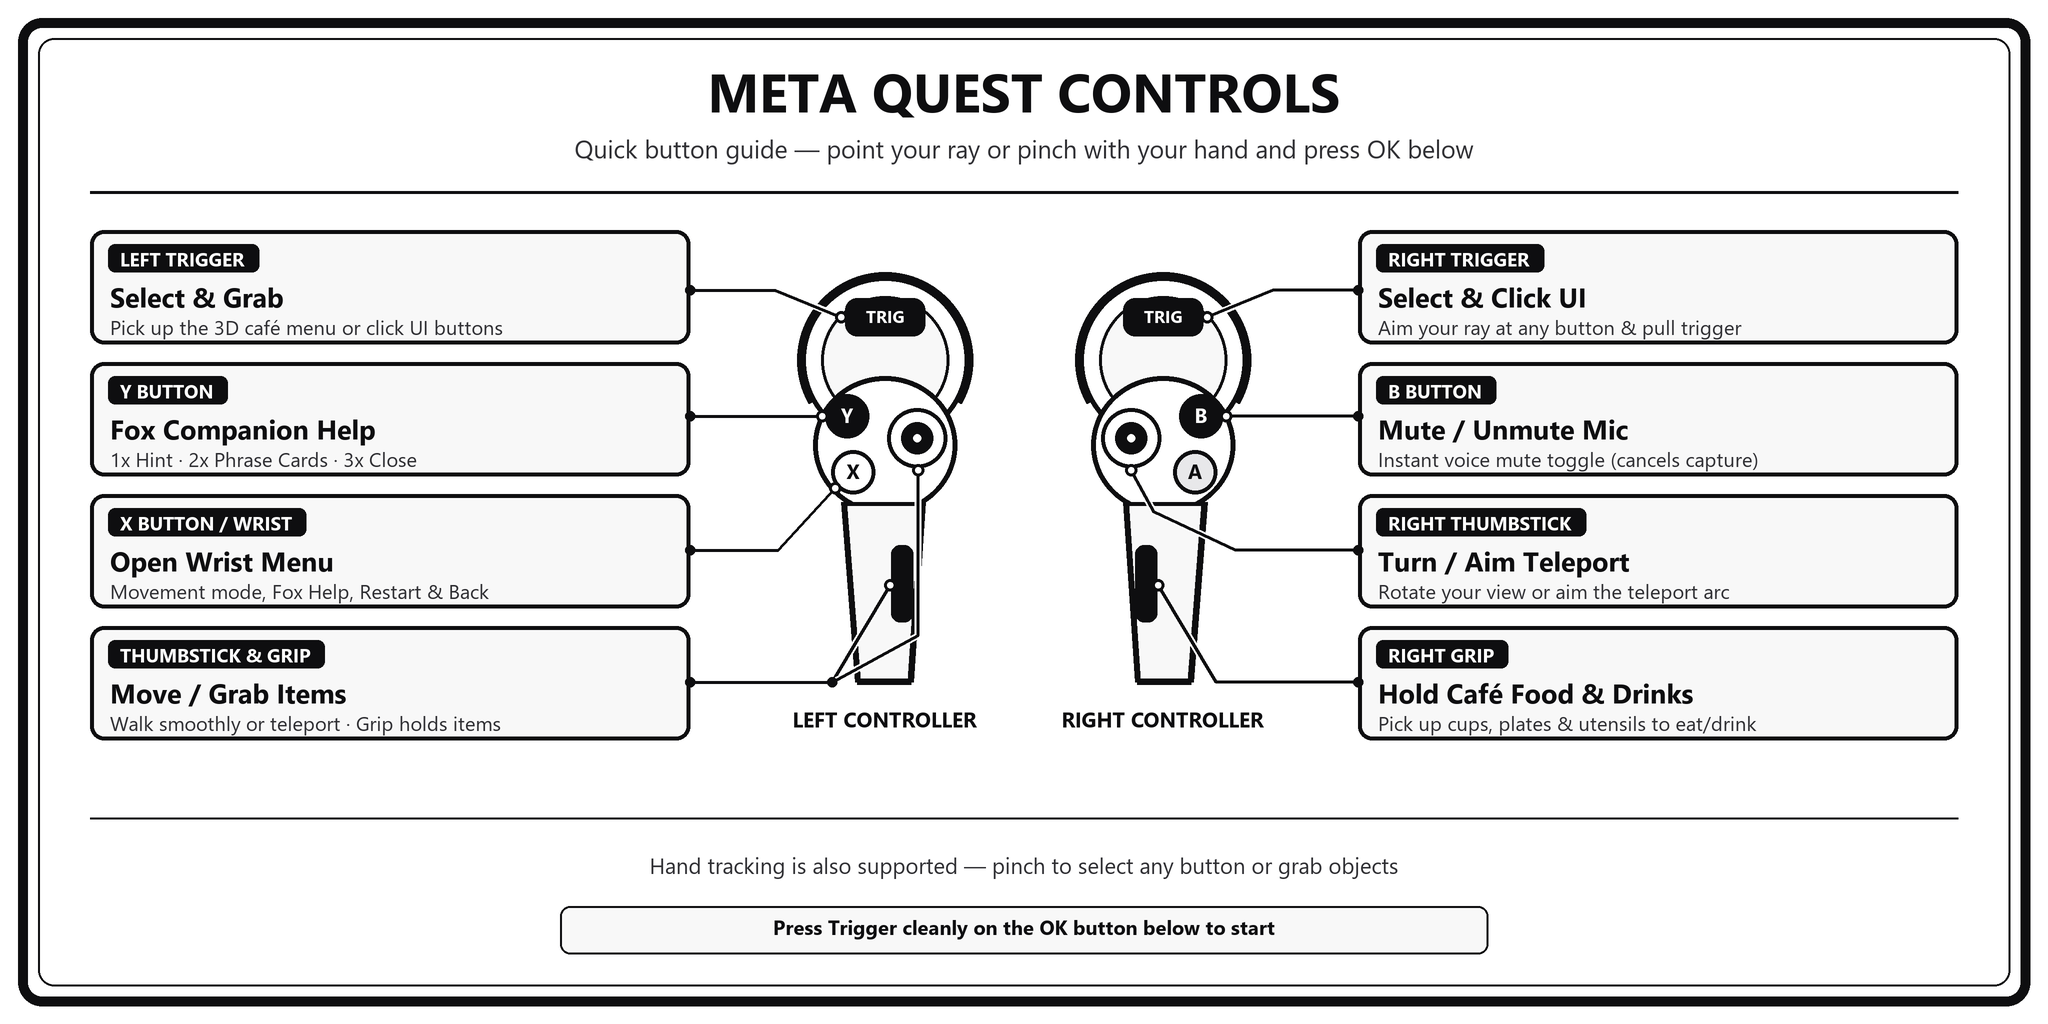 META QUEST CONTROLS
Quick button guide — point your ray or pinch with your hand and press OK below
LEFT TRIGGER
Select & Grab
Pick up the 3D café menu or click UI buttons
Y BUTTON
Fox Companion Help
1x Hint · 2x Phrase Cards · 3x Close
X BUTTON / WRIST
Open Wrist Menu
Movement mode, Fox Help, Restart & Back
THUMBSTICK & GRIP
Move / Grab Items
Walk smoothly or teleport · Grip holds items
TRIG
Y
X
LEFT CONTROLLER
TRIG
B
A
RIGHT CONTROLLER
RIGHT TRIGGER
Select & Click UI
Aim your ray at any button & pull trigger
B BUTTON
Mute / Unmute Mic
Instant voice mute toggle (cancels capture)
RIGHT THUMBSTICK
Turn / Aim Teleport
Rotate your view or aim the teleport arc
RIGHT GRIP
Hold Café Food & Drinks
Pick up cups, plates & utensils to eat/drink
Hand tracking is also supported — pinch to select any button or grab objects
Press Trigger cleanly on the OK button below to start